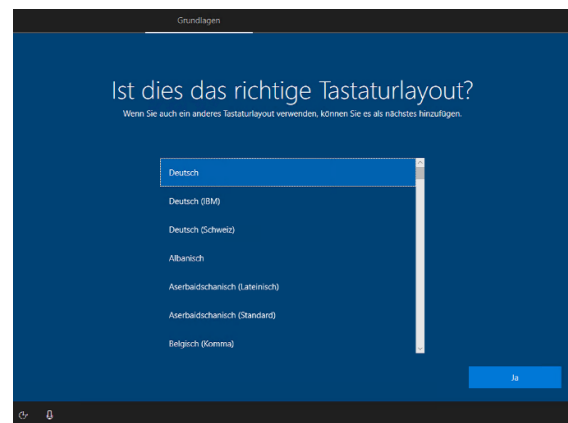 Grundlagen
Ist dies das richtige Tastaturlayout?
Wenn Sie auch ein anderes Tastaturlayout verwenden, können Sie es als nächstes hinzufügen.
Deutsch
Deutsch (IBM)
Deutsch (Schweiz)
Albanisch
Aserbaidschanisch (Lateinisch)
Aserbaidschanisch (Standard)
Belgisch (Komma)
Ja